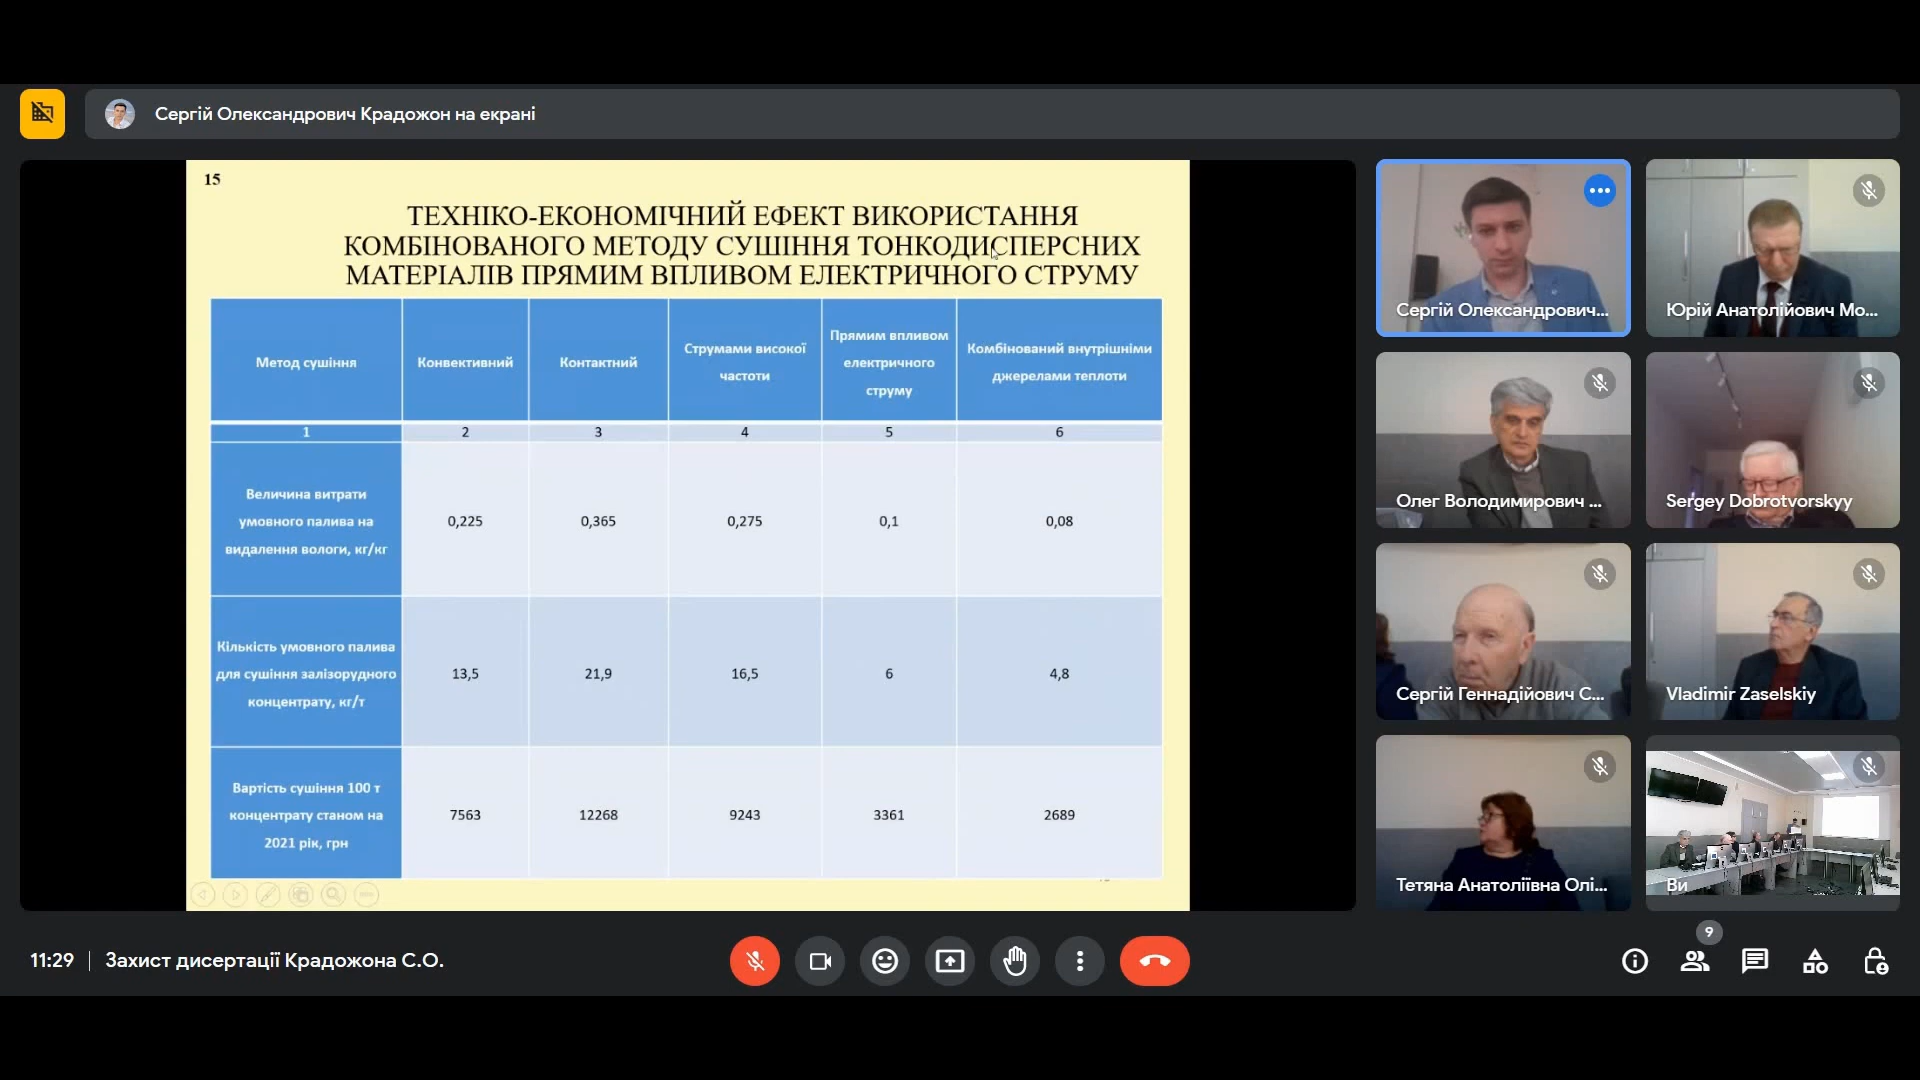 Сергій Олександрович Крадожон на екрані
15
ТЕХНІКО-ЕКОНОМІЧНИЙ ЕФЕКТ ВИКОРИСТАННЯ
КОМБІНОВАНОГО МЕТОДУ СУШІННЯ ТОНКОДИСПЕРСНИХ
МАТЕРІАЛІВ ПРЯМИМ ВПЛИВОМ ЕЛЕКТРИЧНОГО СТРУМУ
Метод сушіння
Конвективний
Контактний
Струмами високої
частоти
Прямим впливом
електричного
струму
Комбінований внутрішніми
джерелами теплоти
1 2 3 4 5 6
Величина витрати
умовного палива на
видалення вологи, кг/кг
0,225 0,365 0,275 0,1 0,08
Кількість умовного палива
для сушіння залізорудного
концентрату, кг/т
13,5 21,9 16,5 6 4,8
Вартість сушіння 100 т
концентрату станом на
2021 рік, грн
7563 12268 9243 3361 2689
Сергій Олександрович...
Юрій Анатолійович Мо...
Олег Володимирович ...
Sergey Dobrotvorskyy
Сергій Геннадійович С...
Vladimir Zaselskiy
Тетяна Анатоліївна Олі...
Ви
11:29 | Захист дисертації Крадожона С.О.
9